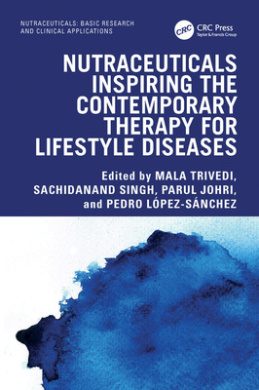 NUTRACEUTICALS: BASIC RESEARCH
AND CLINICAL APPLICATIONS
CRC
CRC Press
Taylor & Francis Group
NUTRACEUTICALS
INSPIRING THE
CONTEMPORARY
THERAPY FOR
LIFESTYLE DISEASES
Edited by MALA TRIVEDI,
SACHIDANAND SINGH, PARUL JOHRI,
and PEDRO LÓPEZ-SÁNCHEZ